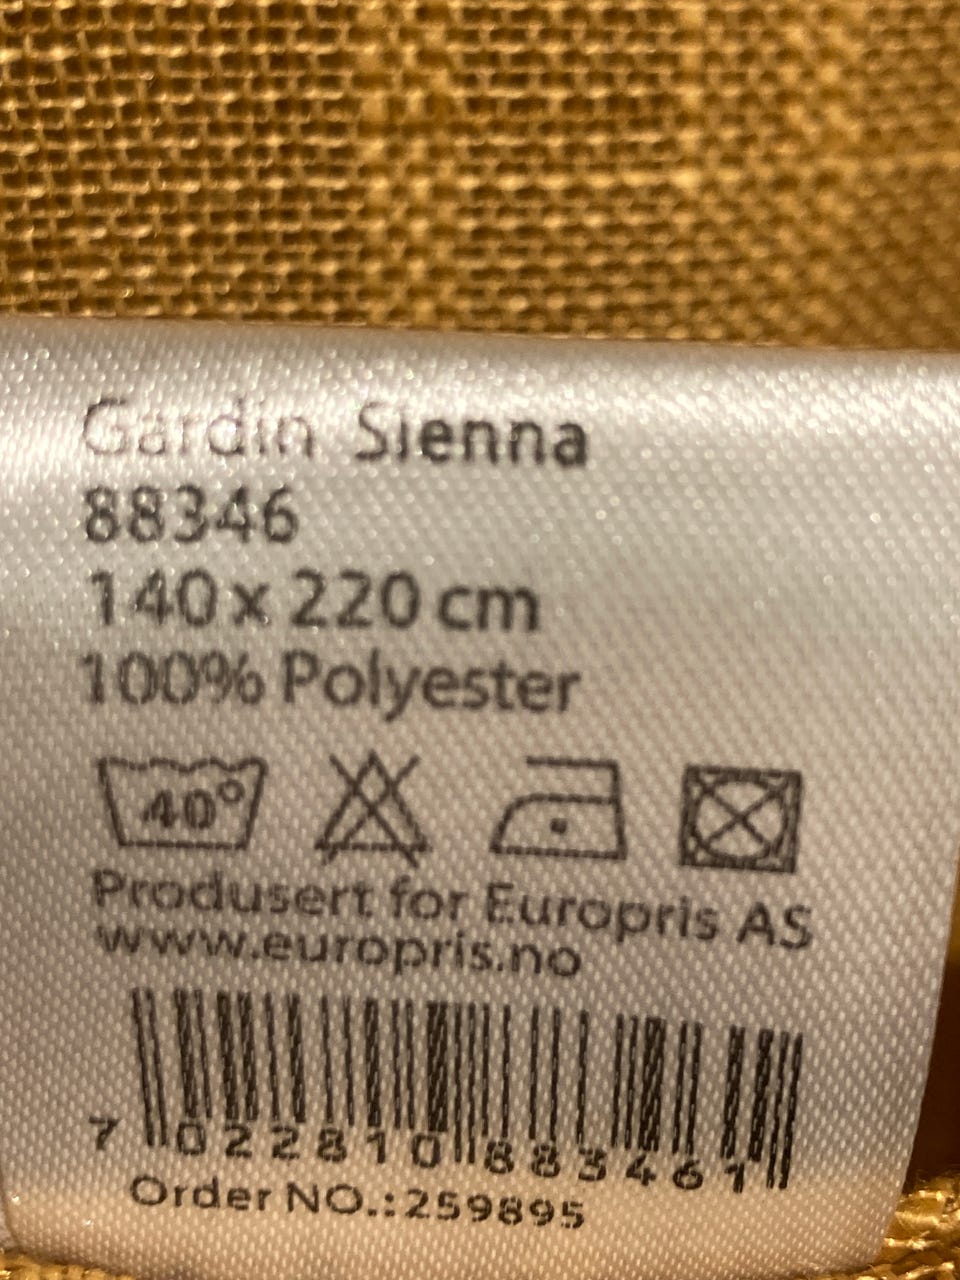 Gardin Sienna
88346
140 x 220 cm
100% Polyester
40°
Produsert for Europris AS
www.europris.no
7 022810 883461
Order NO.:259895